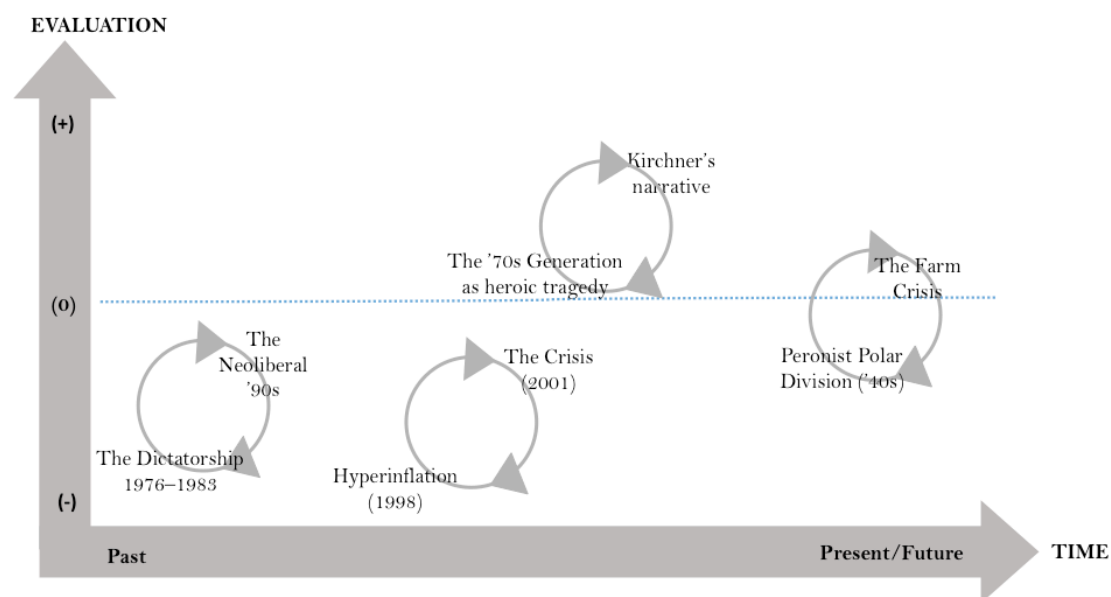 EVALUATION
(+)
Kirchner's
narrative
The '70s Generation
as heroic tragedy
The Farm
Crisis
(0)
The
Neoliberal
'90s
The Crisis
(2001)
Peronist Polar
Division ('40s)
The Dictatorship
1976–1983
Hyperinflation
(1998)
(-)
Past
Present/Future
TIME